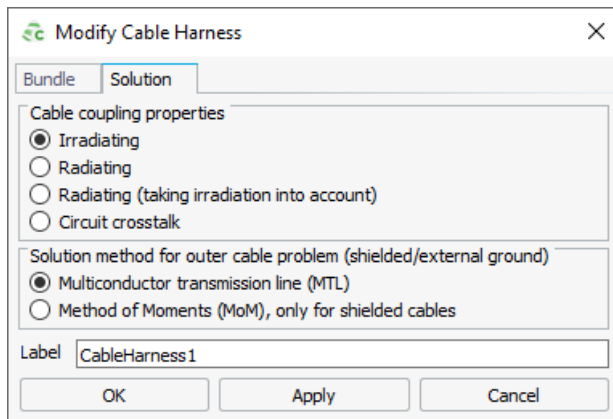 Modify Cable Harness
Bundle Solution
Cable coupling properties
Irradiating
Radiating
Radiating (taking irradiation into account)
Circuit crosstalk
Solution method for outer cable problem (shielded/external ground)
Multiconductor transmission line (MTL)
Method of Moments (MoM), only for shielded cables
Label CableHarness1
OK Apply Cancel